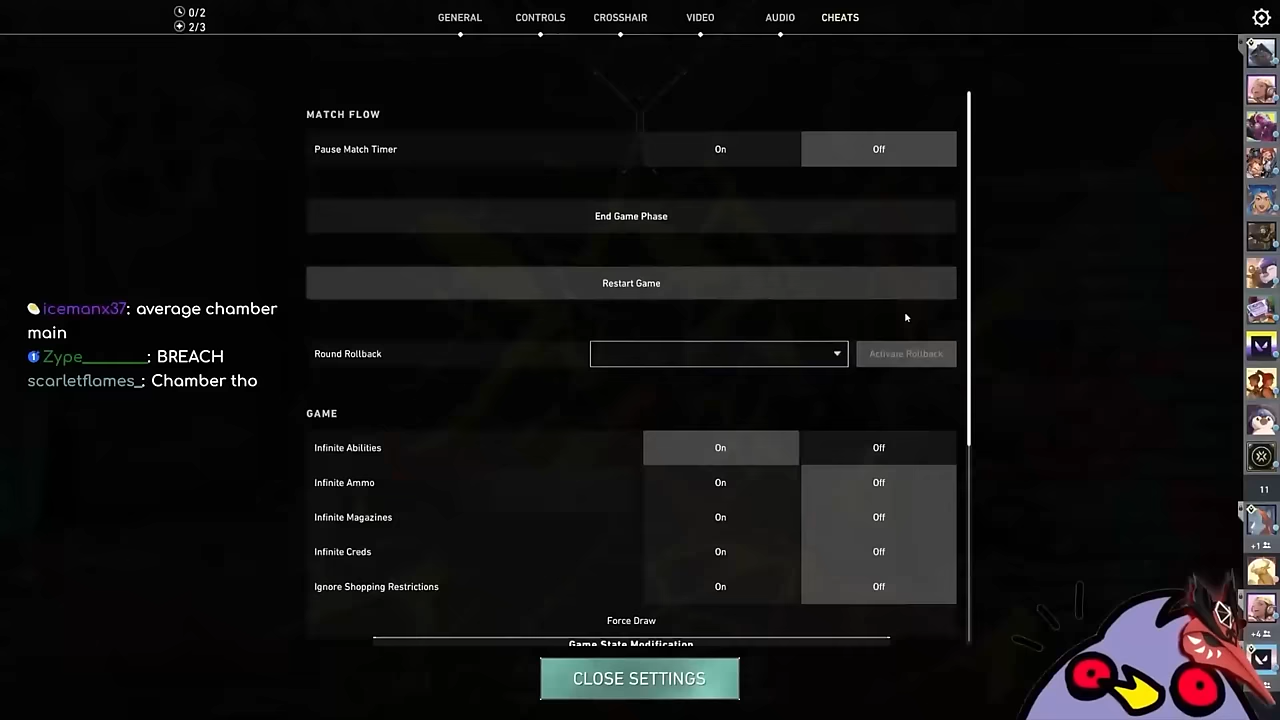 0/2
2/3
GENERAL
CONTROLS
CROSSHAIR
VIDEO
AUDIO
CHEATS
MATCH FLOW
Pause Match Timer
On
Off
End Game Phase
Restart Game
Round Rollback
Activate Rollback
GAME
Infinite Abilities
On
Off
Infinite Ammo
On
Off
Infinite Magazines
On
Off
Infinite Creds
On
Off
Ignore Shopping Restrictions
On
Off
Force Draw
Game State Modification
CLOSE SETTINGS
icemanx37: average chamber
main
Zype________: BREACH
scarletflames_: Chamber tho
11
+1
+4